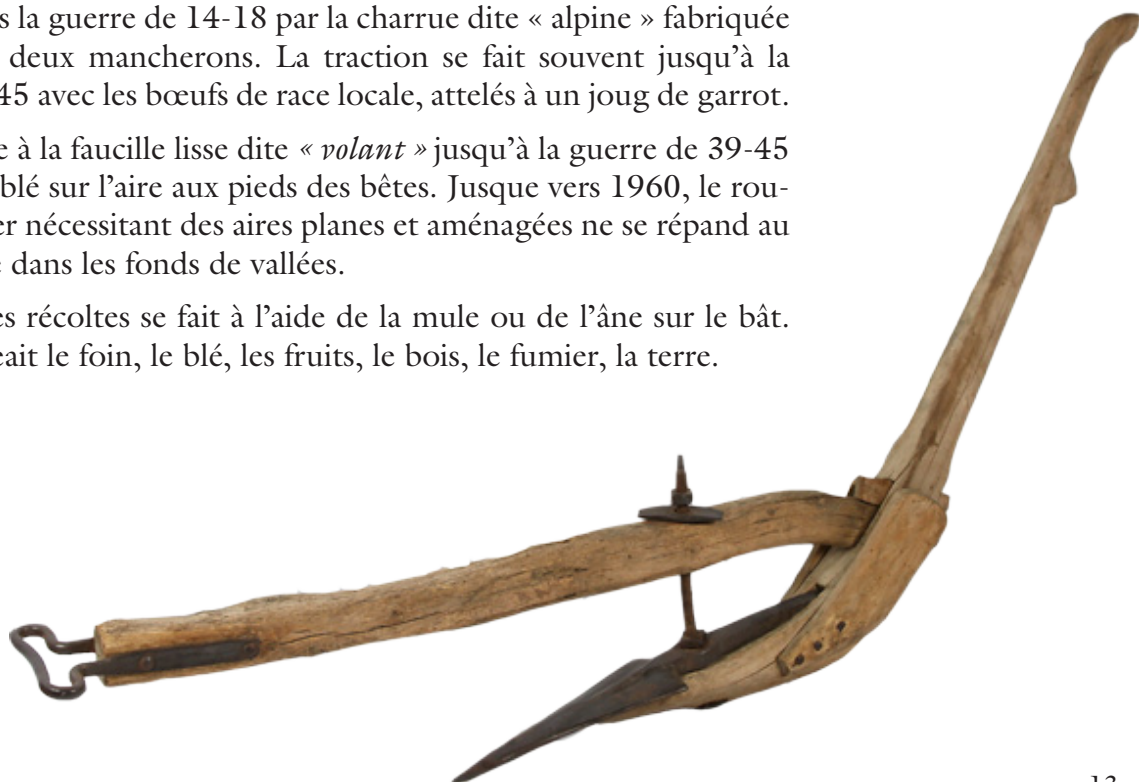 s la guerre de 14-18 par la charrue dite « alpine » fabriquée
deux mancherons. La traction se fait souvent jusqu'à la
45 avec les bœufs de race locale, attelés à un joug de garrot.
e à la faucille lisse dite « volant » jusqu'à la guerre de 39-45
blé sur l'aire aux pieds des bêtes. Jusque vers 1960, le rou-
er nécessitant des aires planes et aménagées ne se répand au
e dans les fonds de vallées.
es récoltes se fait à l'aide de la mule ou de l'âne sur le bât.
eait le foin, le blé, les fruits, le bois, le fumier, la terre.
13